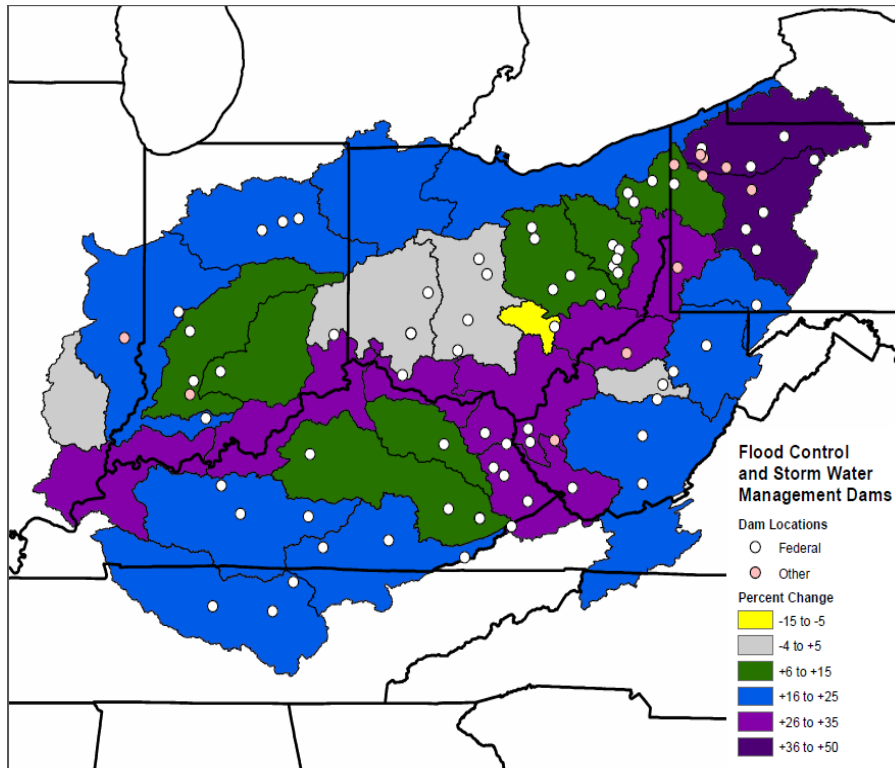 Flood Control
and Storm Water
Management Dams
Dam Locations
Federal
Other
Percent Change
-15 to -5
-4 to +5
+6 to +15
+16 to +25
+26 to +35
+36 to +50